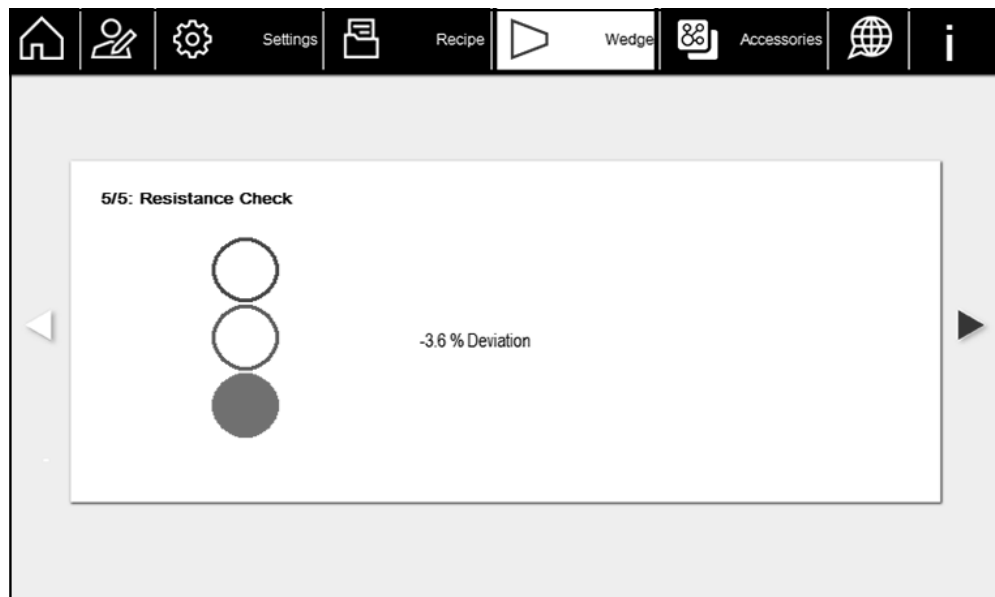 Settings Recipe Wedge Accessories i
5/5: Resistance Check
-3.6 % Deviation